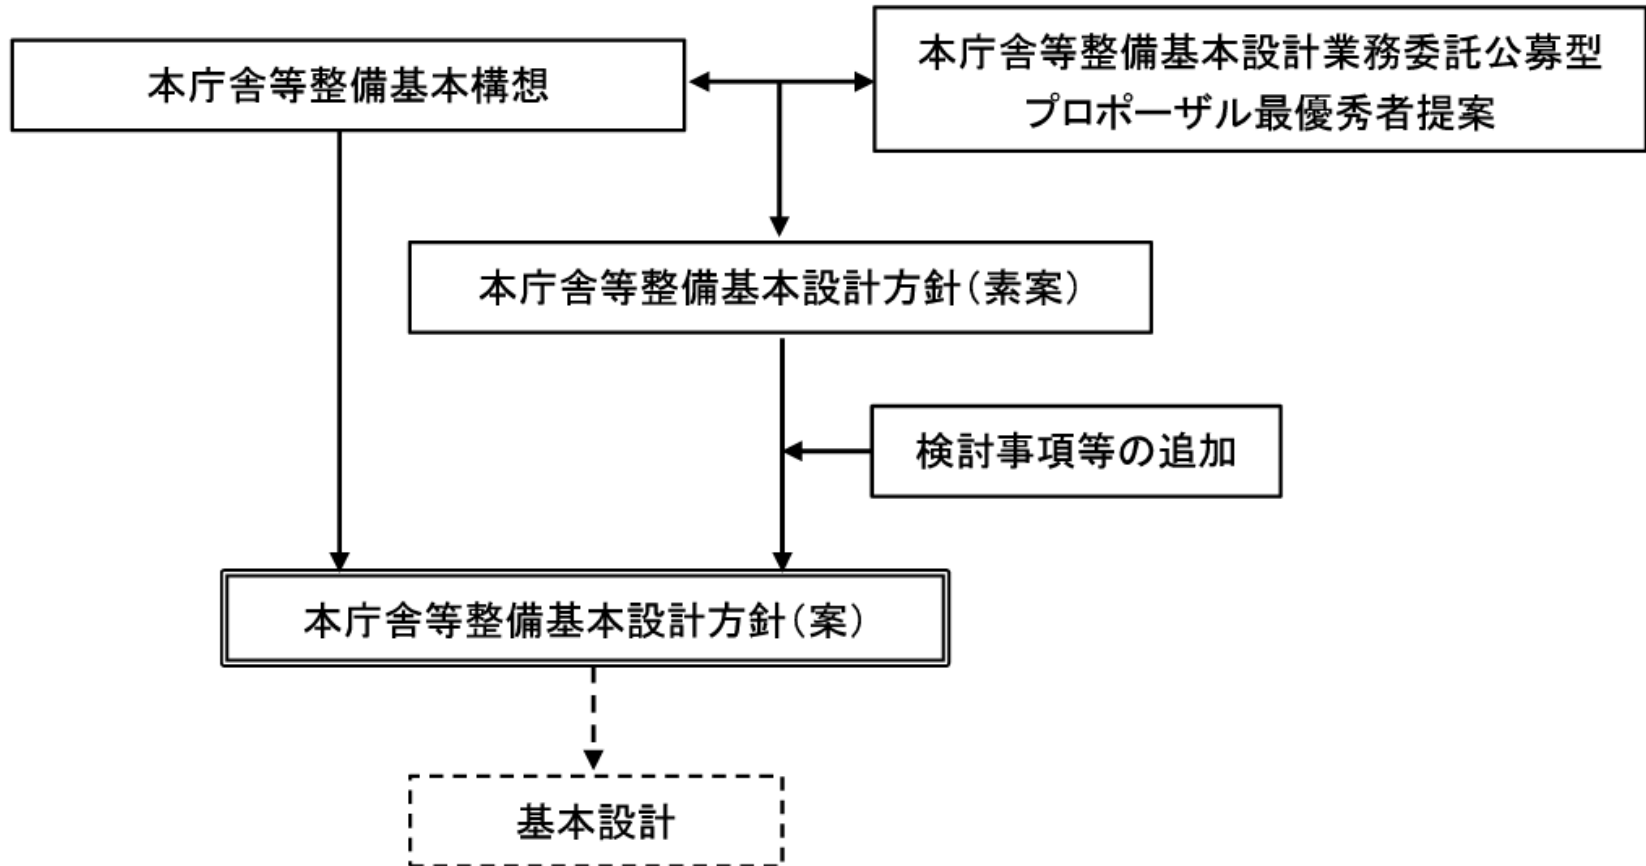 本庁舎等整備基本構想
本庁舎等整備基本設計業務委託公募型
プロポーザル最優秀者提案
本庁舎等整備基本設計方針(素案)
検討事項等の追加
本庁舎等整備基本設計方針(案)
基本設計